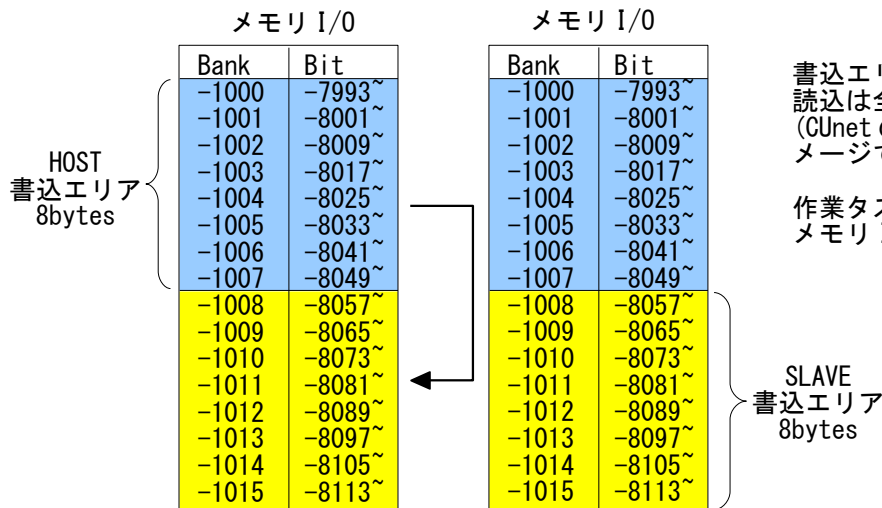 メモリI/O
Bank Bit
-1000 -7993~
-1001 -8001~
-1002 -8009~
-1003 -8017~
-1004 -8025~
-1005 -8033~
-1006 -8041~
-1007 -8049~
-1008 -8057~
-1009 -8065~
-1010 -8073~
-1011 -8081~
-1012 -8089~
-1013 -8097~
-1014 -8105~
-1015 -8113~
HOST
書込エリア
8bytes
メモリI/O
Bank Bit
-1000 -7993~
-1001 -8001~
-1002 -8009~
-1003 -8017~
-1004 -8025~
-1005 -8033~
-1006 -8041~
-1007 -8049~
-1008 -8057~
-1009 -8065~
-1010 -8073~
-1011 -8081~
-1012 -8089~
-1013 -8097~
-1014 -8105~
-1015 -8113~
SLAVE
書込エリア
8bytes
書込エリ
読込は
(CUnet
メージ
作業タス
メモリ